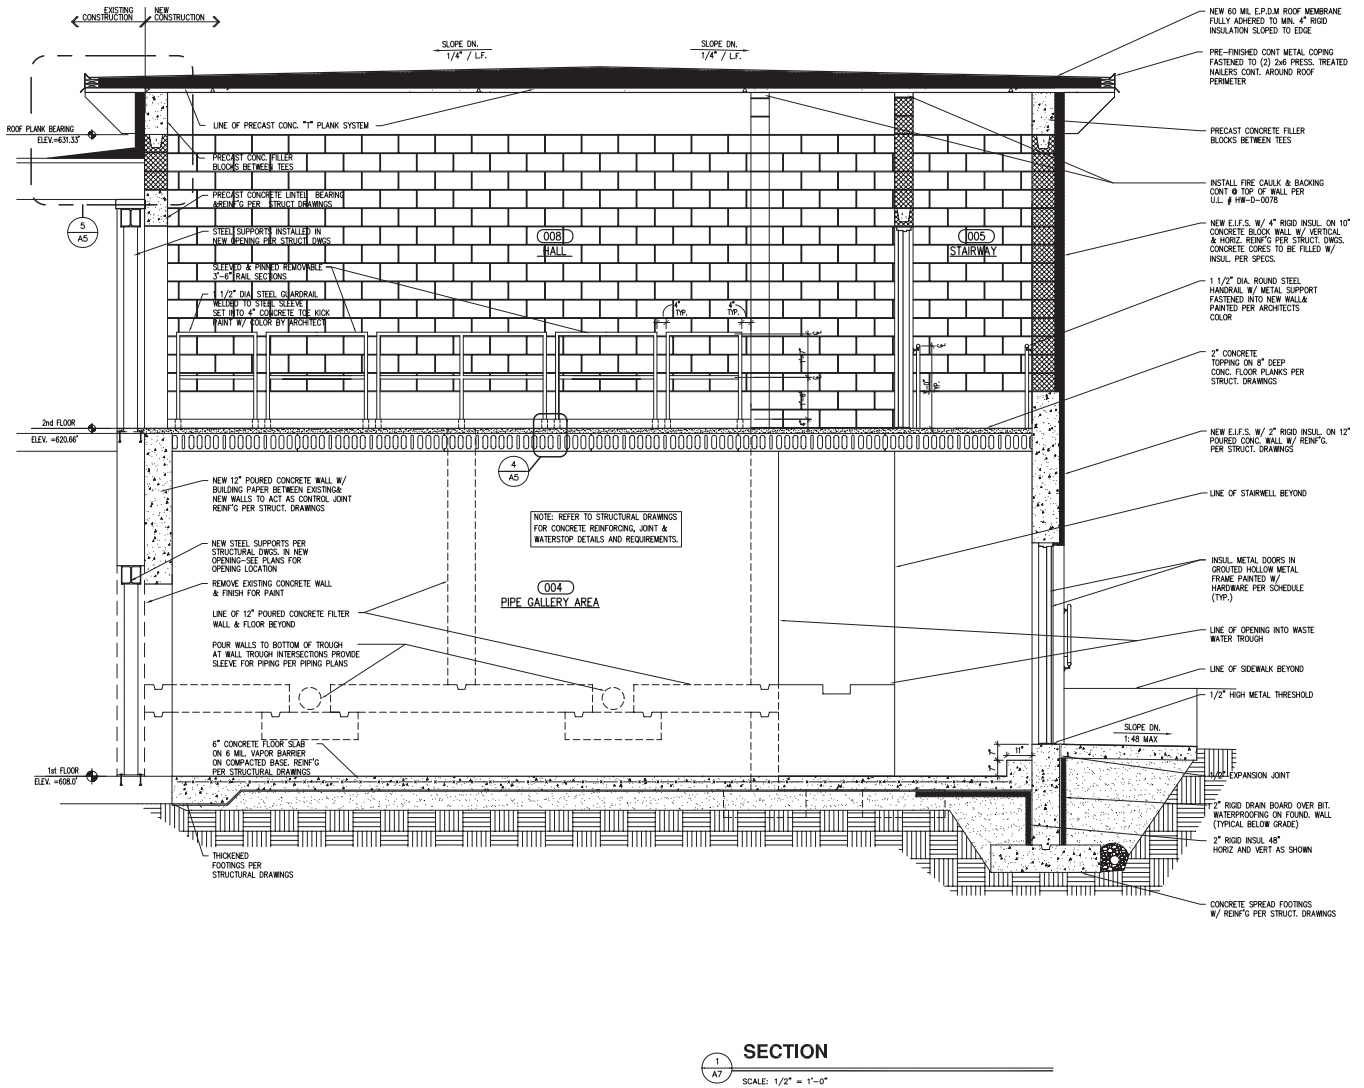 EXISTING
CONSTRUCTION
NEW
CONSTRUCTION
SLOPE DN.
1/4" / L.F.
SLOPE DN.
1/4" / L.F.
NEW 60 MIL E.P.D.M ROOF MEMBRANE
FULLY ADHERED TO MIN. 4" RIGID
INSULATION SLOPED TO EDGE
PRE-FINISHED CONT METAL COPING
FASTENED TO (2) 2x6 PRESS. TREATED
NAILERS CONT. AROUND ROOF
PERIMETER
ROOF PLANK BEARING
ELEV.=631.33'
LINE OF PRECAST CONC. "T" PLANK SYSTEM
PRECAST CONC. FILLER
BLOCKS BETWEEN TEES
PRECAST CONCRETE FILLER
BLOCKS BETWEEN TEES
PRECAST CONCRETE LINTEL BEARING
&REINF'G PER STRUCT DRAWINGS
INSTALL FIRE CAULK & BACKING
CONT @ TOP OF WALL PER
U.L. # HW-D-0078
5
A5
STEEL SUPPORTS INSTALLED IN
NEW OPENING PER STRUCT DWGS
008
HALL
005
STAIRWAY
NEW E.I.F.S. W/ 4" RIGID INSUL. ON 10"
CONCRETE BLOCK WALL W/ VERTICAL
& HORIZ. REINF'G PER STRUCT. DWGS.
CONCRETE CORES TO BE FILLED W/
INSUL. PER SPECS.
SLEEVED & PINNED REMOVABLE
3'-6" RAIL SECTIONS
1 1/2" DIA. STEEL GUARDRAIL
WELDED TO STEEL SLEEVE
SET INTO 4" CONCRETE TOE KICK
PAINT W/ COLOR BY ARCHITECT
4"
TYP.
4"
TYP.
1 1/2" DIA. ROUND STEEL
HANDRAIL W/ METAL SUPPORT
FASTENED INTO NEW WALL&
PAINTED PER ARCHITECTS
COLOR
2" CONCRETE
TOPPING ON 8" DEEP
CONC. FLOOR PLANKS PER
STRUCT. DRAWINGS
2nd FLOOR
ELEV. =620.66'
4
A5
NEW E.I.F.S. W/ 2" RIGID INSUL. ON 12"
POURED CONC. WALL W/ REINF'G.
PER STRUCT. DRAWINGS
NEW 12" POURED CONCRETE WALL W/
BUILDING PAPER BETWEEN EXISTING&
NEW WALLS TO ACT AS CONTROL JOINT
REINF'G PER STRUCT. DRAWINGS
LINE OF STAIRWELL BEYOND
NOTE: REFER TO STRUCTURAL DRAWINGS
FOR CONCRETE REINFORCING, JOINT &
WATERSTOP DETAILS AND REQUIREMENTS.
NEW STEEL SUPPORTS PER
STRUCTURAL DWGS. IN NEW
OPENING-SEE PLANS FOR
OPENING LOCATION
REMOVE EXISTING CONCRETE WALL
& FINISH FOR PAINT
004
PIPE GALLERY AREA
INSUL. METAL DOORS IN
GROUTED HOLLOW METAL
FRAME PAINTED W/
HARDWARE PER SCHEDULE
(TYP.)
LINE OF 12" POURED CONCRETE FILTER
WALL & FLOOR BEYOND
LINE OF OPENING INTO WASTE
WATER TROUGH
POUR WALLS TO BOTTOM OF TROUGH
AT WALL TROUGH INTERSECTIONS PROVIDE
SLEEVE FOR PIPING PER PIPING PLANS
LINE OF SIDEWALK BEYOND
1/2" HIGH METAL THRESHOLD
SLOPE DN.
1:48 MAX
6" CONCRETE FLOOR SLAB
ON 6 MIL. VAPOR BARRIER
ON COMPACTED BASE. REINF'G
PER STRUCTURAL DRAWINGS
11"
1st FLOOR
ELEV. =608.0'
1/2" EXPANSION JOINT
2" RIGID DRAIN BOARD OVER BIT.
WATERPROOFING ON FOUND. WALL
(TYPICAL BELOW GRADE)
2" RIGID INSUL 48"
HORIZ AND VERT AS SHOWN
THICKENED
FOOTINGS PER
STRUCTURAL DRAWINGS
CONCRETE SPREAD FOOTINGS
W/ REINF'G PER STRUCT. DRAWINGS
1
A7
SECTION
SCALE: 1/2" = 1'-0"